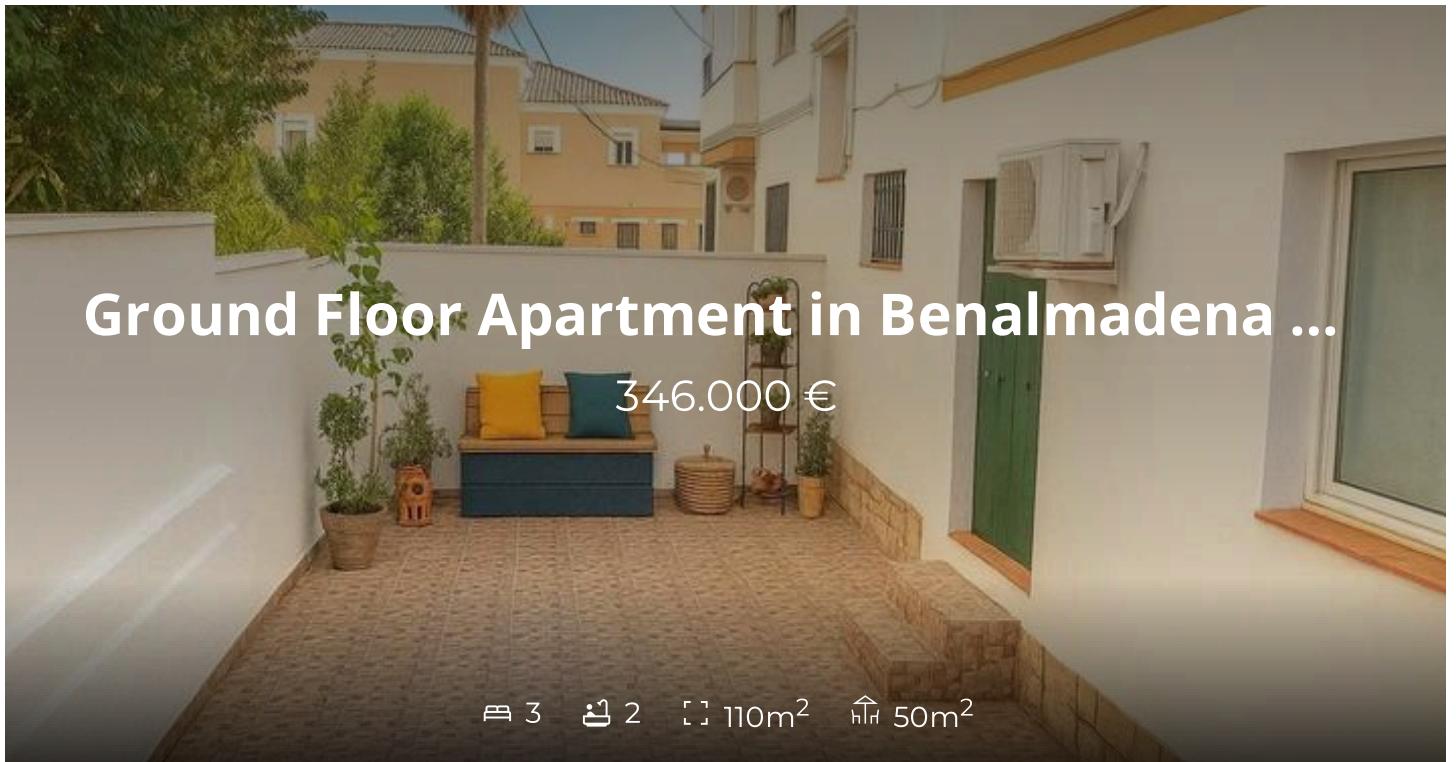 Ground Floor Apartment in Benalmadena ...
346.000 €
3 2 110m² 50m²